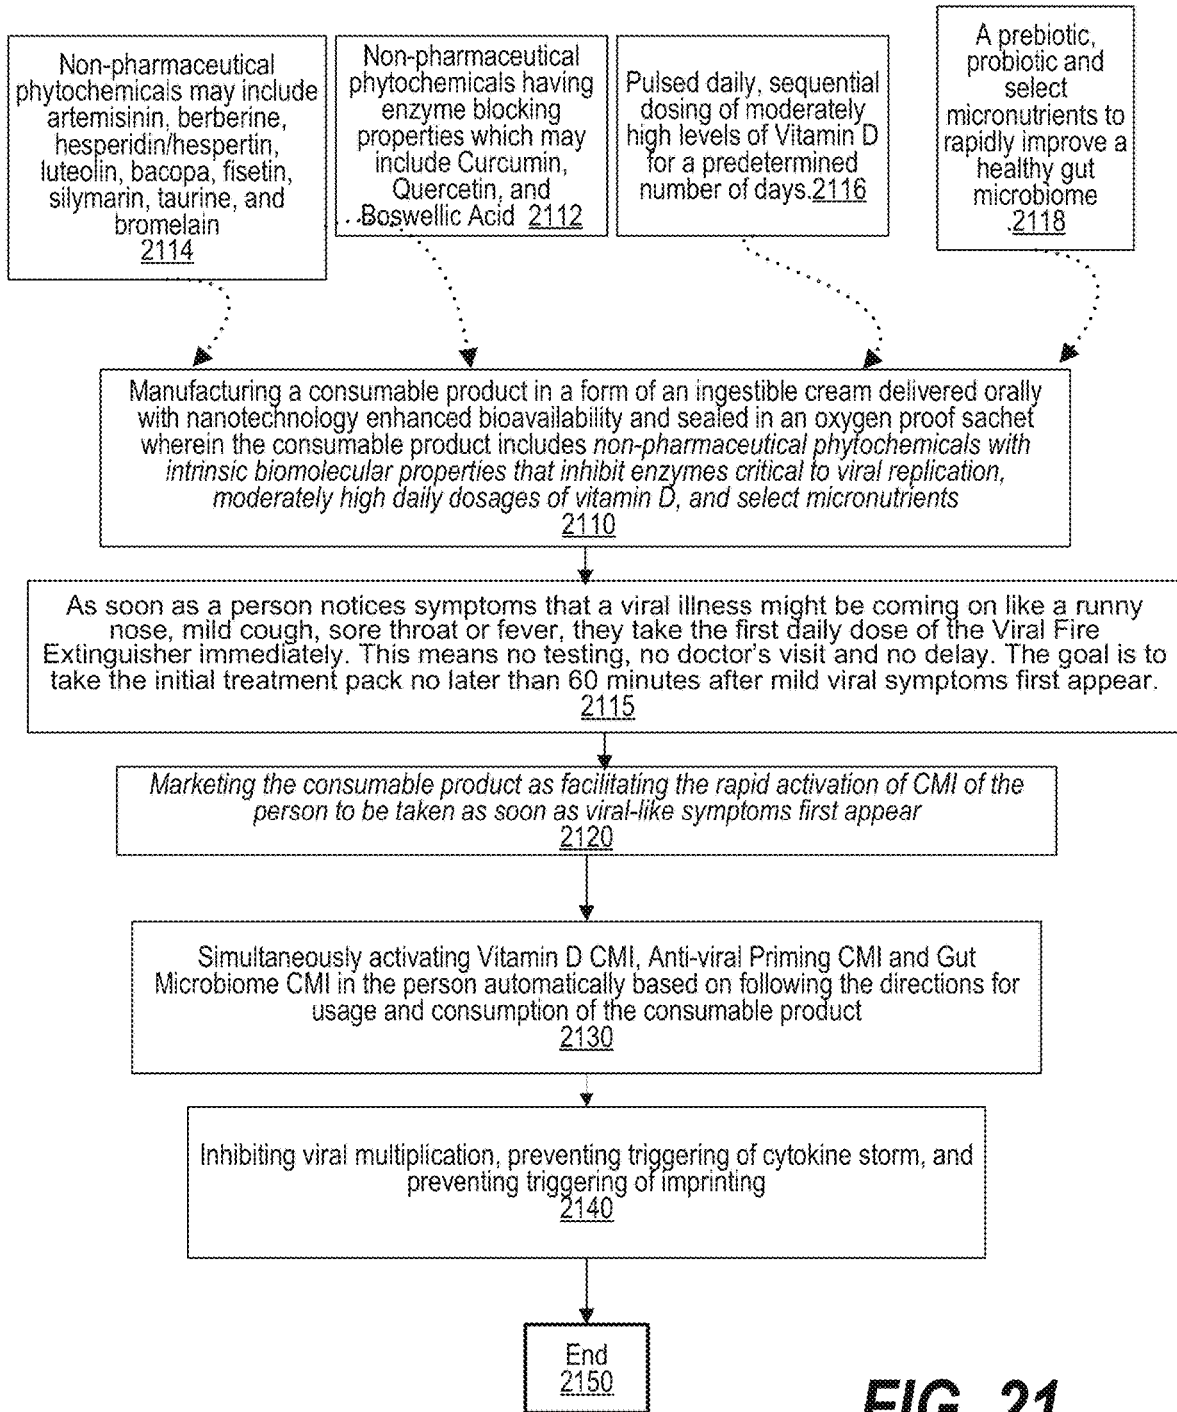 Non-pharmaceutical
phytochemicals may include
artemisinin, berberine,
hesperidin/hespertin,
luteolin, bacopa, fisetin,
silymarin, taurine, and
bromelain
2114
Non-pharmaceutical
phytochemicals having
enzyme blocking
properties which may
include Curcumin,
Quercetin, and
Boswellic Acid 2112
Pulsed daily, sequential
dosing of moderately
high levels of Vitamin D
for a predetermined
number of days.2116
A prebiotic,
probiotic and
select
micronutrients to
rapidly improve a
healthy gut
microbiome
.2118
Manufacturing a consumable product in a form of an ingestible cream delivered orally
with nanotechnology enhanced bioavailability and sealed in an oxygen proof sachet
wherein the consumable product includes non-pharmaceutical phytochemicals with
intrinsic biomolecular properties that inhibit enzymes critical to viral replication,
moderately high daily dosages of vitamin D, and select micronutrients
2110
As soon as a person notices symptoms that a viral illness might be coming on like a runny
nose, mild cough, sore throat or fever, they take the first daily dose of the Viral Fire
Extinguisher immediately. This means no testing, no doctor's visit and no delay. The goal is to
take the initial treatment pack no later than 60 minutes after mild viral symptoms first appear.
2115
Marketing the consumable product as facilitating the rapid activation of CMI of the
person to be taken as soon as viral-like symptoms first appear
2120
Simultaneously activating Vitamin D CMI, Anti-viral Priming CMI and Gut
Microbiome CMI in the person automatically based on following the directions for
usage and consumption of the consumable product
2130
Inhibiting viral multiplication, preventing triggering of cytokine storm, and
preventing triggering of imprinting
2140
End
2150
FIG. 21